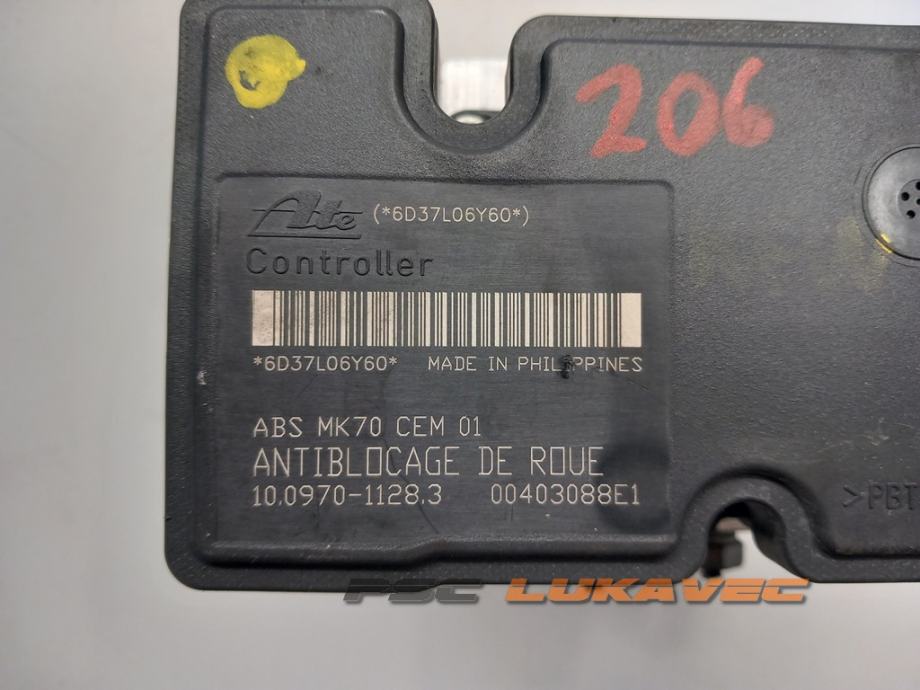 206
Ate (*6D37L06Y60*)
Controller
*6D37L06Y60* MADE IN PHILIPPINES
ABS MK70 CEM 01
ANTIBLOCAGE DE ROUE
10.0970-1128.3 00403088E1
>PBT
PSC LUKAVEC